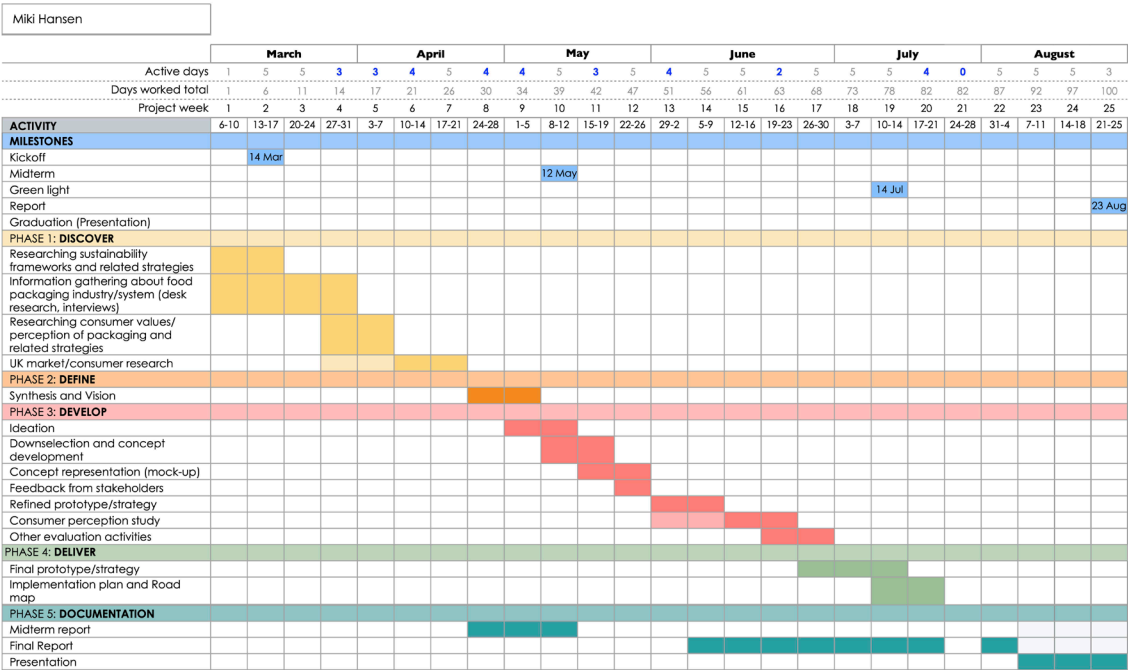 Miki Hansen
March April May June July August
Active days 1 5 5 3 3 4 5 4 4 5 3 5 4 5 5 2 5 5 5 4 0 5 5 5 3
Days worked total 1 6 11 14 17 21 26 30 34 39 42 47 51 56 61 63 68 73 78 82 82 87 92 97 100
Project week 1 2 3 4 5 6 7 8 9 10 11 12 13 14 15 16 17 18 19 20 21 22 23 24 25
ACTIVITY 6-10 13-17 20-24 27-31 3-7 10-14 17-21 24-28 1-5 8-12 15-19 22-26 29-2 5-9 12-16 19-23 26-30 3-7 10-14 17-21 24-28 31-4 7-11 14-18 21-25
MILESTONES
Kickoff 14 Mar
Midterm 12 May
Green light 14 Jul
Report 23 Aug
Graduation (Presentation)
PHASE 1: DISCOVER
Researching sustainability
frameworks and related strategies
Information gathering about food
packaging industry/system (desk
research, interviews)
Researching consumer values/
perception of packaging and
related strategies
UK market/consumer research
PHASE 2: DEFINE
Synthesis and Vision
PHASE 3: DEVELOP
Ideation
Downselection and concept
development
Concept representation (mock-up)
Feedback from stakeholders
Refined prototype/strategy
Consumer perception study
Other evaluation activities
PHASE 4: DELIVER
Final prototype/strategy
Implementation plan and Road
map
PHASE 5: DOCUMENTATION
Midterm report
Final Report
Presentation